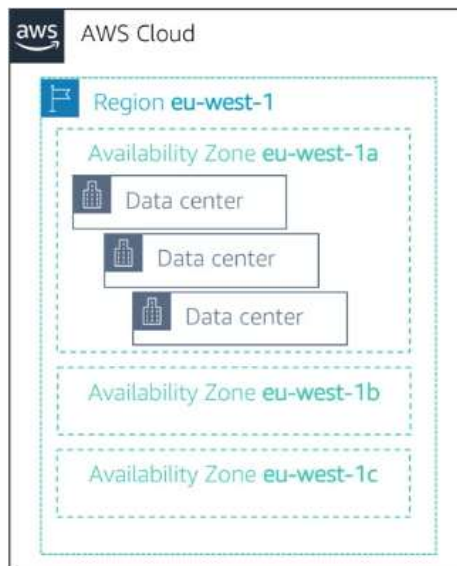 aws AWS Cloud
Region eu-west-1
Availability Zone eu-west-1a
Data center
Data center
Data center
Availability Zone eu-west-1b
Availability Zone eu-west-1c